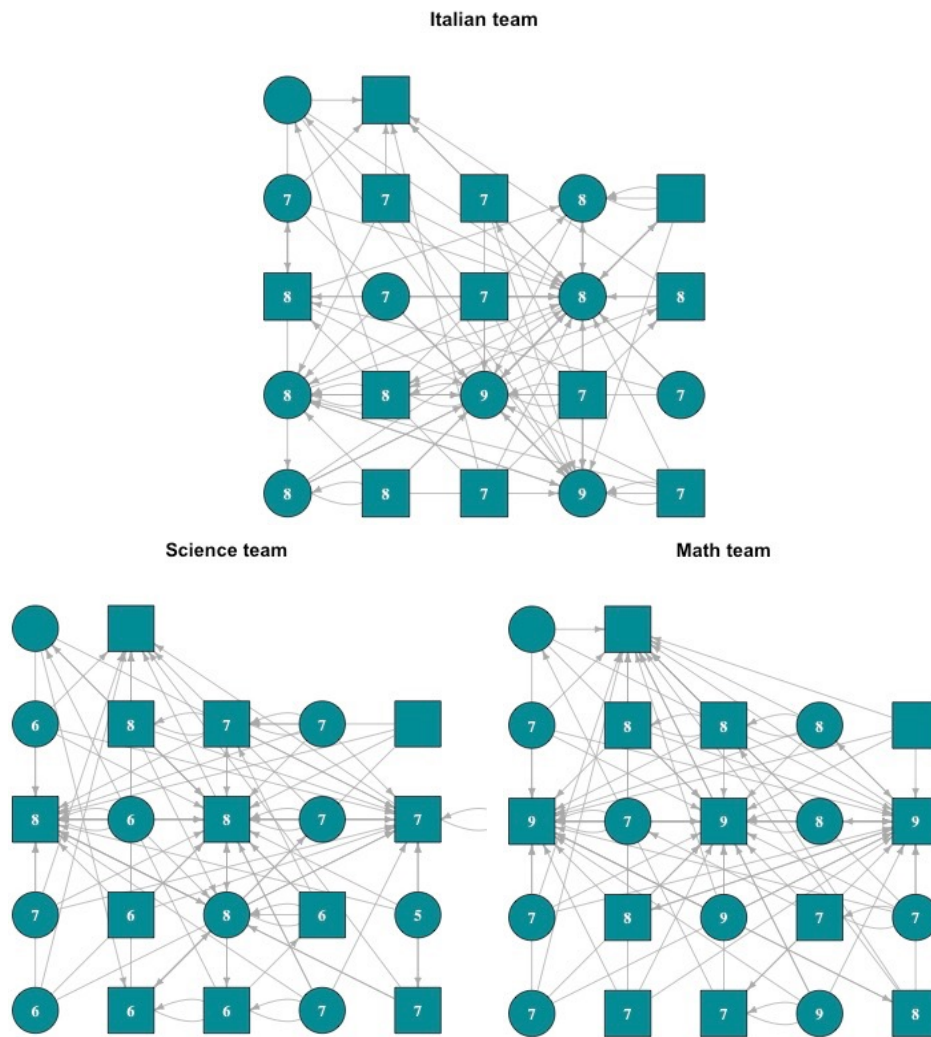 Italian team
7 7 7 8
8 7 7 8 8
8 8 9 7 7
8 8 7 9 7
Science team Math team
6 8 7 7 7 8 8 8
8 6 8 7 7 9 7 9 8 9
7 6 8 6 5 7 8 9 7 7
6 6 6 7 7 7 7 7 9 8